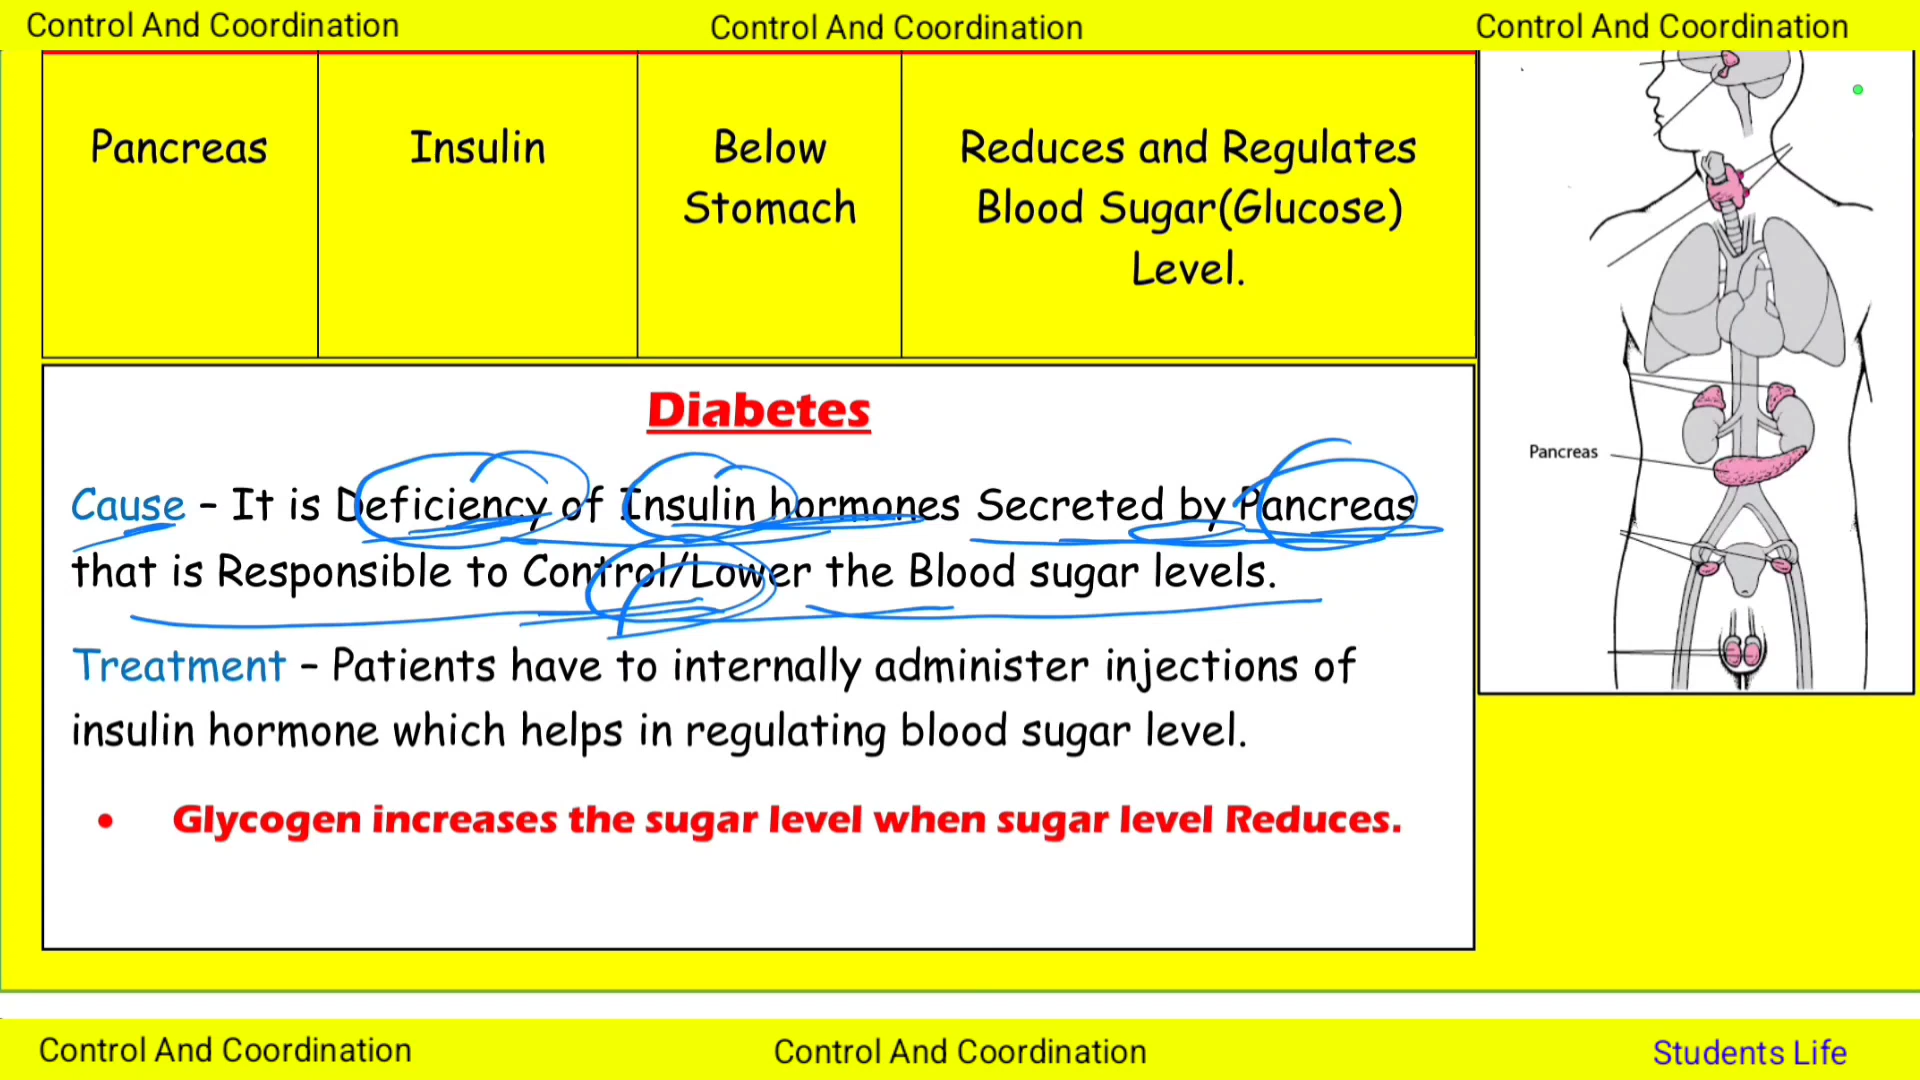 Control And Coordination
Control And Coordination
Control And Coordination
Pancreas
Insulin
Below
Stomach
Reduces and Regulates
Blood Sugar(Glucose)
Level.
Pancreas
Diabetes
Cause – It is Deficiency of Insulin hormones Secreted by Pancreas
that is Responsible to Control/Lower the Blood sugar levels.
Treatment – Patients have to internally administer injections of
insulin hormone which helps in regulating blood sugar level.
• Glycogen increases the sugar level when sugar level Reduces.
Control And Coordination
Control And Coordination
Students Life